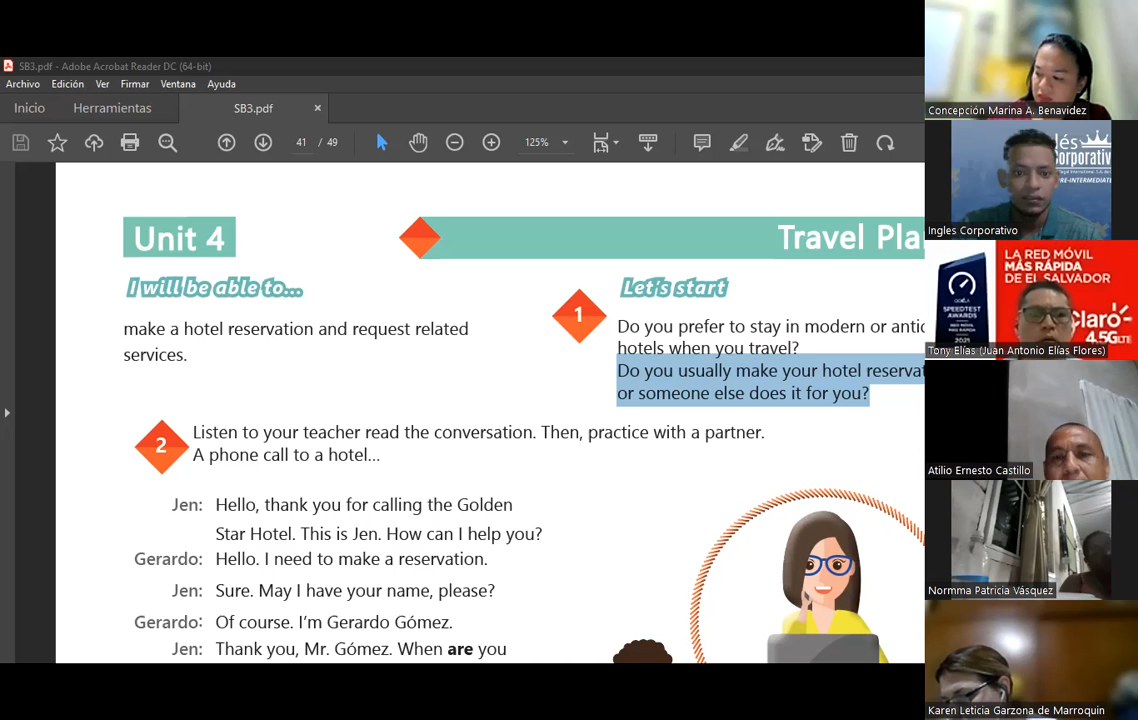 SB3.pdf - Adobe Acrobat Reader DC (64-bit)
Archivo Edición Ver Firmar Ventana Ayuda
Inicio Herramientas SB3.pdf ×
41 / 49 125%
Unit 4
Travel Pla
I will be able to...
make a hotel reservation and request related
services.
Let's start
1
Do you prefer to stay in modern or antic
hotels when you travel?
Do you usually make your hotel reservat
or someone else does it for you?
2
Listen to your teacher read the conversation. Then, practice with a partner.
A phone call to a hotel...
Jen: Hello, thank you for calling the Golden
Star Hotel. This is Jen. How can I help you?
Gerardo: Hello. I need to make a reservation.
Jen: Sure. May I have your name, please?
Gerardo: Of course. I'm Gerardo Gómez.
Jen: Thank you, Mr. Gómez. When are you
Concepción Marina A. Benavidez
lés
orporativ
RE-INTERMEDIATE
Ingles Corporativo
LA RED MÓVIL
MÁS RÁPIDA
DE EL SALVADOR
SPEEDTEST
AWARDS
2021
Claro
4.5G LTE
Tony Elías (Juan Antonio Elías Flores)
Atilio Ernesto Castillo
Normma Patricia Vásquez
Karen Leticia Garzona de Marroquin